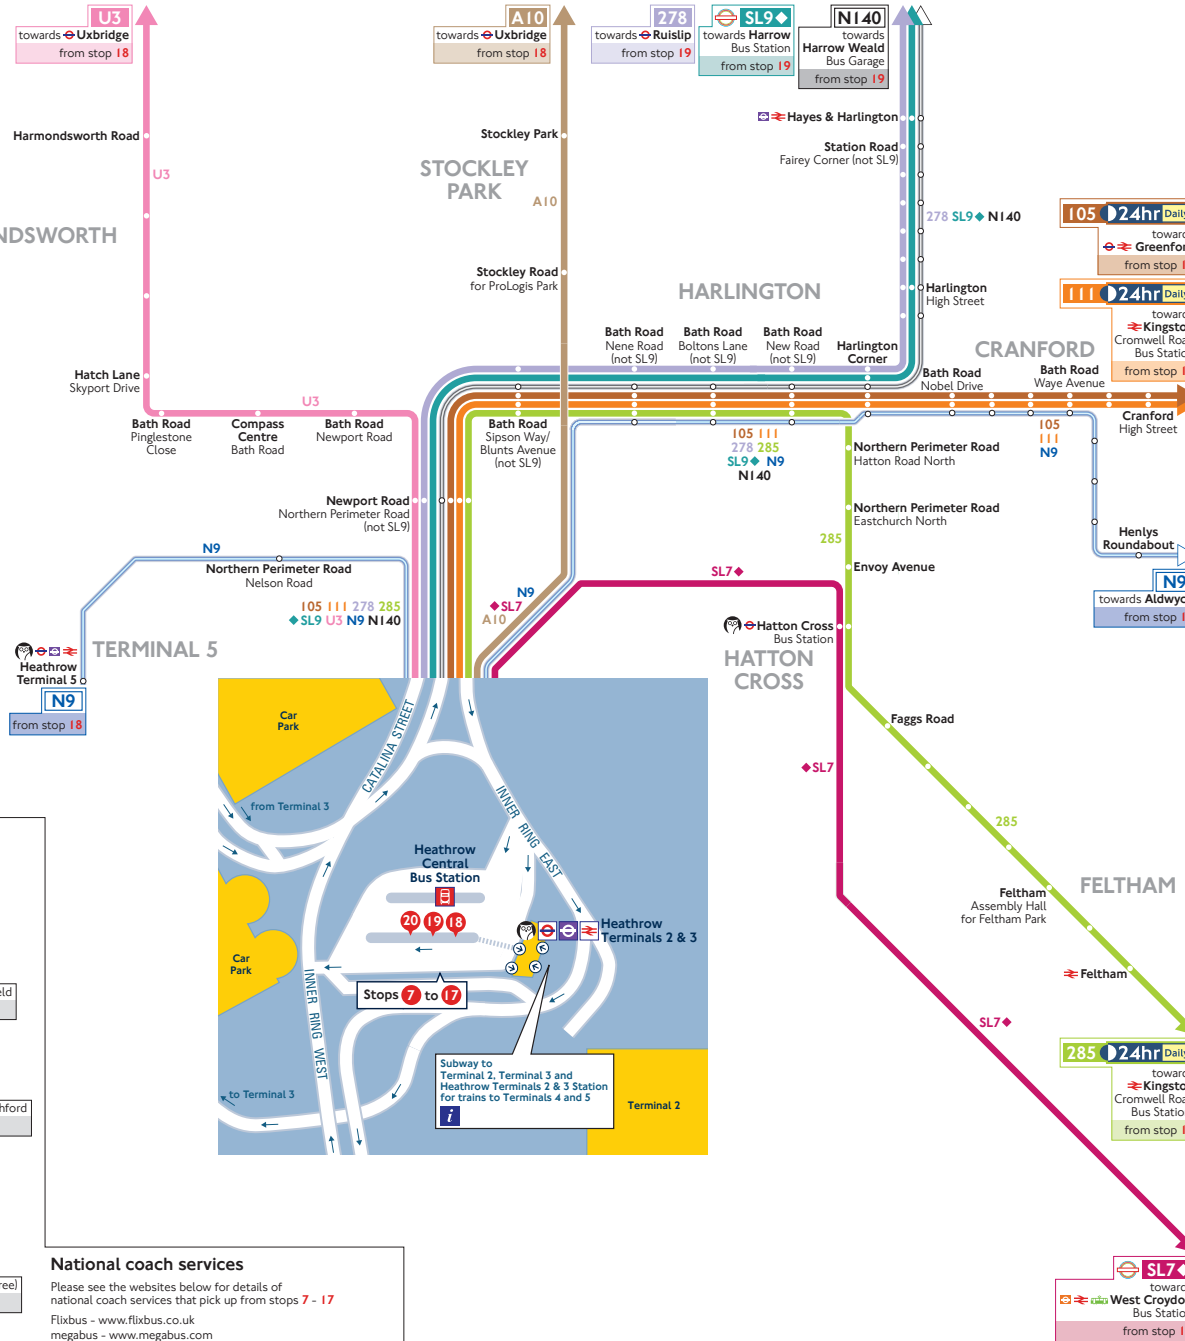 U3
towards Uxbridge
from stop 18
A10
towards Uxbridge
from stop 18
278
towards Ruislip
from stop 19
SL9
towards Harrow
Bus Station
from stop 19
N140
towards
Harrow Weald
Bus Garage
from stop 19
Harmondsworth Road
U3
NDSWORTH
Hatch Lane
Skyport Drive
U3
Bath Road
Pinglestone
Close
Compass
Centre
Bath Road
Bath Road
Newport Road
Stockley Park
STOCKLEY
PARK
A10
Stockley Road
for ProLogis Park
Hayes & Harlington
Station Road
Fairey Corner (not SL9)
278 SL9 N140
HARLINGTON
Harlington
High Street
Bath Road
Nene Road
(not SL9)
Bath Road
Boltons Lane
(not SL9)
Bath Road
New Road
(not SL9)
Harlington
Corner
CRANFORD
Bath Road
Nobel Drive
Bath Road
Waye Avenue
105 24hr Daily
Greenfor
from stop 1
111 24hr Daily
Kingsto
Cromwell Roa
Bus Statio
from stop 1
Cranford
High Street
Bath Road
Sipson Way/
Blunts Avenue
(not SL9)
105 111
278 285
SL9 N9
N140
105
111
N9
Northern Perimeter Road
Hatton Road North
Northern Perimeter Road
Eastchurch North
285
Envoy Avenue
Henlys
Roundabout
N9
towards Aldwyc
from stop 1
Newport Road
Northern Perimeter Road
(not SL9)
N9
Northern Perimeter Road
Nelson Road
105 111 278 285
SL9 U3 N9 N140
TERMINAL 5
Heathrow
Terminal 5
N9
from stop 18
N9
SL7
A10
SL7
Hatton Cross
Bus Station
HATTON
CROSS
SL7
Faggs Road
285
Feltham
Assembly Hall
for Feltham Park
FELTHAM
Feltham
SL7
285 24hr Daily
Kingsto
Cromwell Roa
Bus Statio
from stop 1
SL7
West Croydo
Bus Statio
from stop 1
Car
Park
CATALINA STREET
from Terminal 3
INNER RING EAST
Heathrow
Central
Bus Station
20 19 18
Heathrow
Terminals 2 & 3
Car
Park
Stops 7 to 17
INNER RING WEST
Subway to
Terminal 2, Terminal 3 and
Heathrow Terminals 2 & 3 Station
for trains to Terminals 4 and 5
i
to Terminal 3
Terminal 2
National coach services
Please see the websites below for details of
national coach services that pick up from stops 7 - 17
Flixbus - www.flixbus.co.uk
megabus - www.megabus.com